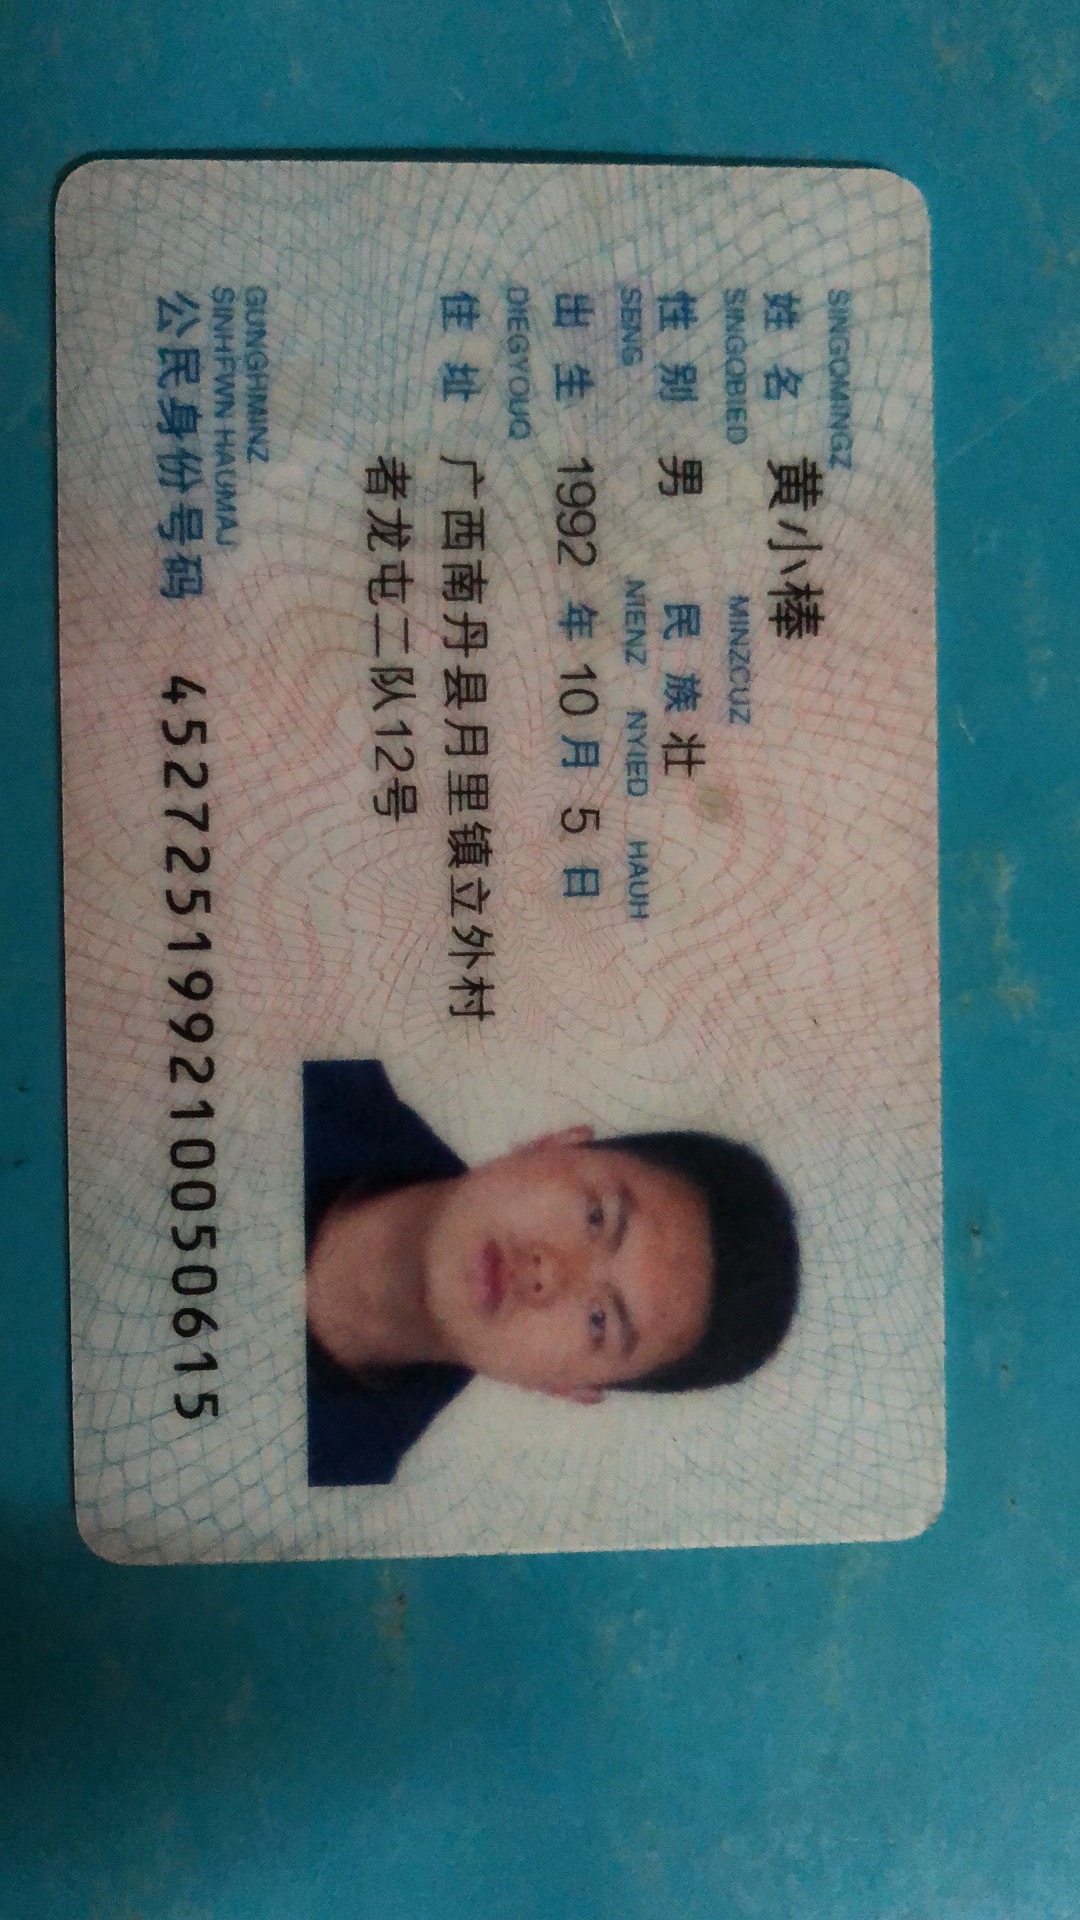 SINGQMINGZ
姓 名 黄小棒
SINGQBIED MINZCUZ
性 别 男 民 族 壮
SENG NIENZ NYIED HAUH
出 生 1992 年 10 月 5 日
DIEGYOUQ
住 址 广西南丹县月里镇立外村
者龙屯二队12号
GUNGHMINZ
SINHFWN HAUMAJ
公民身份号码 452725199210050615